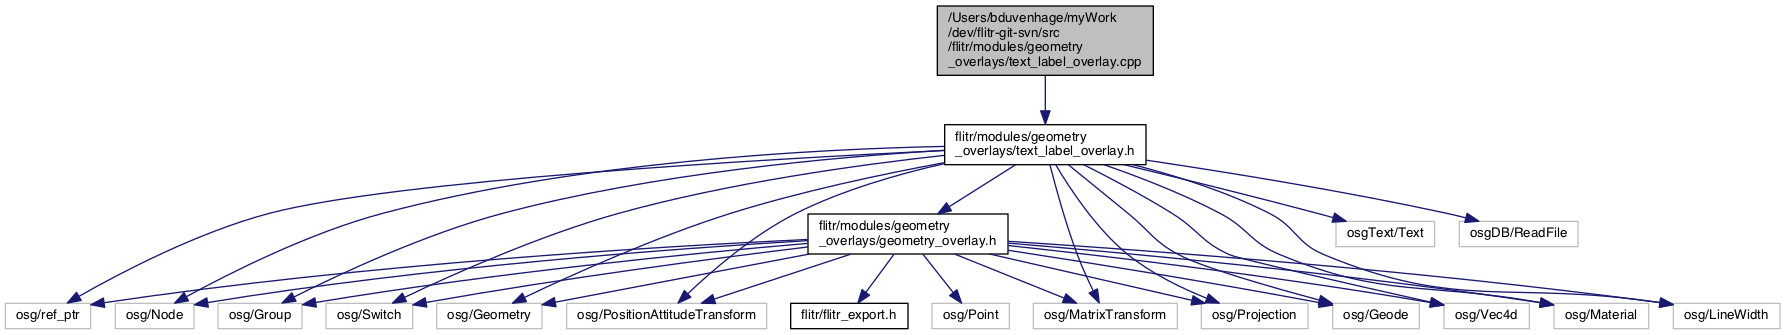 /Users/bduvenhage/myWork
/dev/flitr-git-svn/src
/flitr/modules/geometry
_overlays/text_label_overlay.cpp
flitr/modules/geometry
_overlays/text_label_overlay.h
flitr/modules/geometry
_overlays/geometry_overlay.h
osgText/Text
osgDB/ReadFile
osg/ref_ptr
osg/Node
osg/Group
osg/Switch
osg/Geometry
osg/PositionAttitudeTransform
flitr/flitr_export.h
osg/Point
osg/MatrixTransform
osg/Projection
osg/Geode
osg/Vec4d
osg/Material
osg/LineWidth